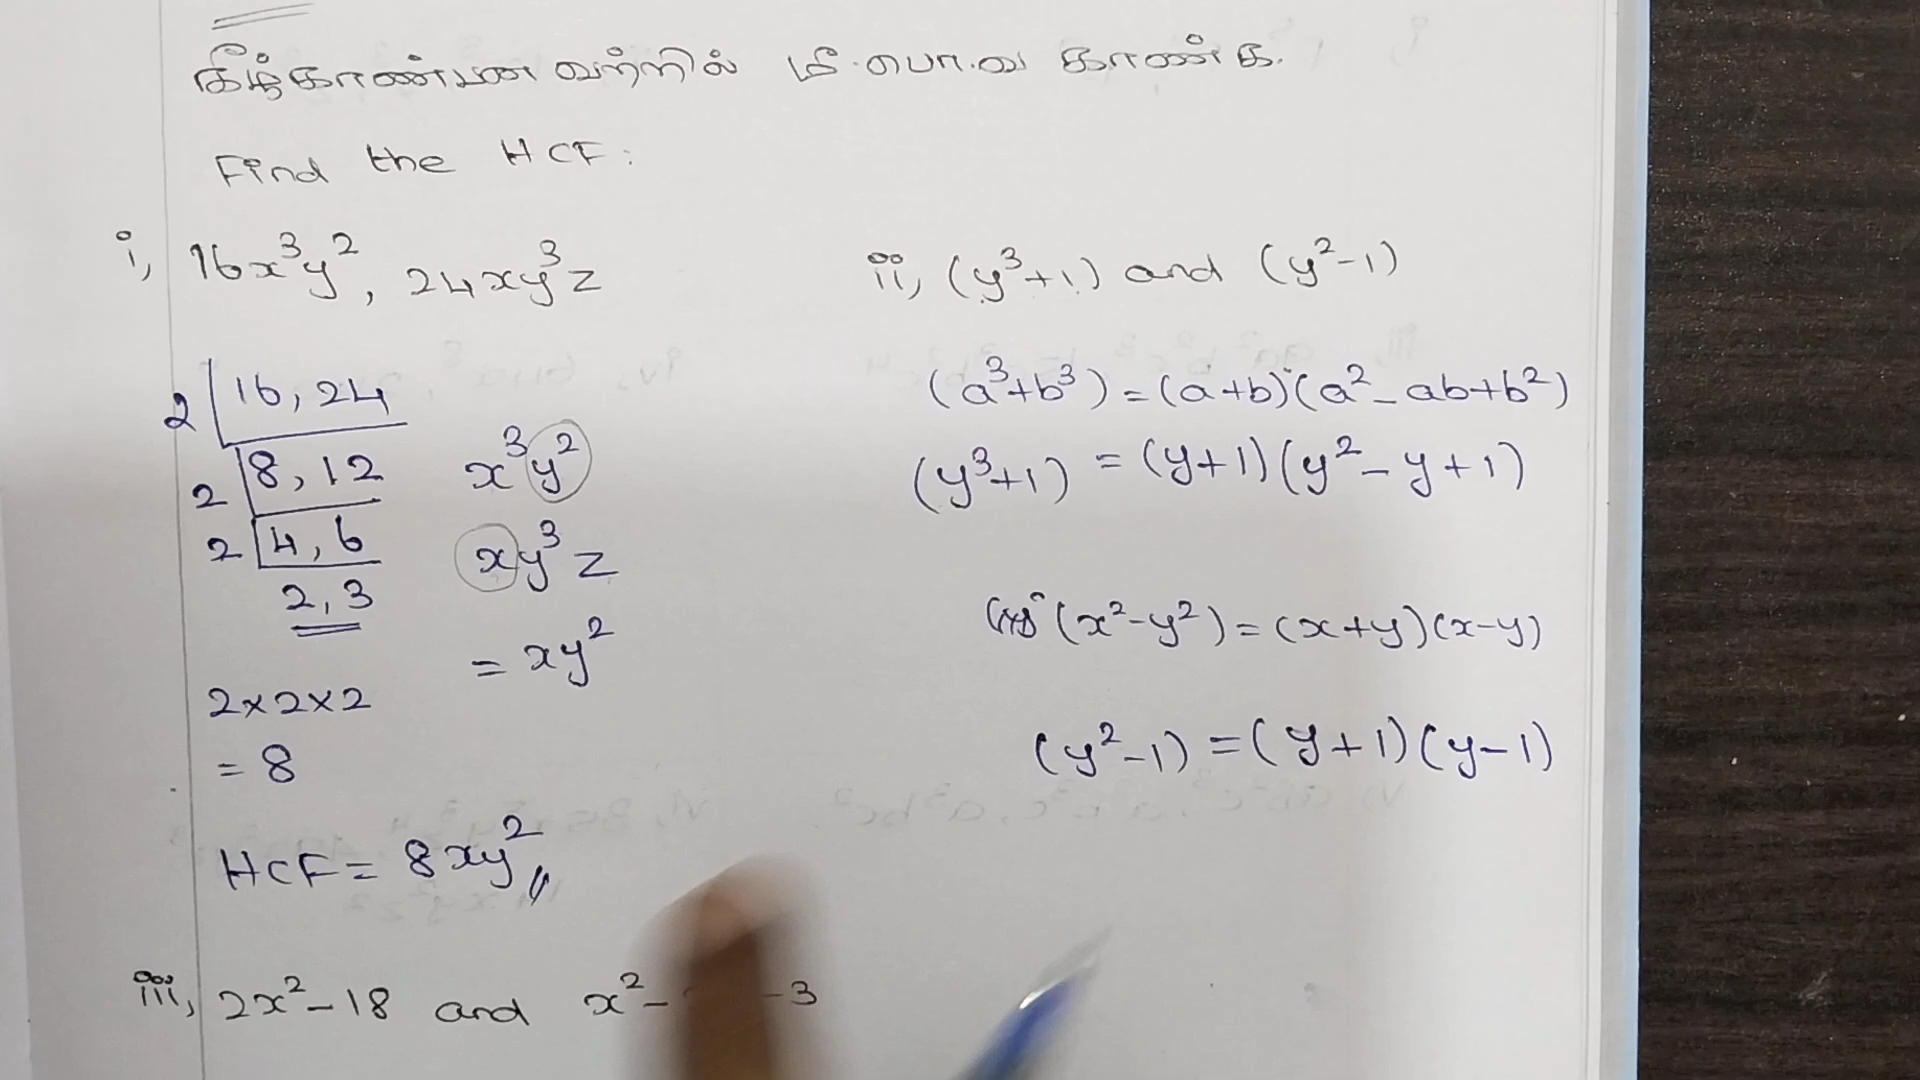 கீழ்காண்பனவற்றில் மீ.பொ.வ காண்க.
Find the HCF:
i, 16x³y², 24xy³z
2 | 16, 24
2 | 8, 12
2 | 4, 6
2, 3
x³y²
xy³z
= xy²
2×2×2
= 8
HCF = 8xy²
ii, (y³+1) and (y²-1)
(a³+b³) = (a+b)(a²-ab+b²)
(y³+1) = (y+1)(y²-y+1)
(x²-y²) = (x+y)(x-y)
(y²-1) = (y+1)(y-1)
iii, 2x²-18 and x²- -3